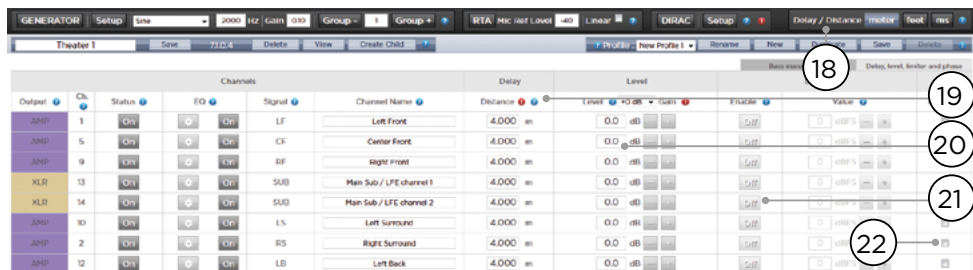 GENERATOR Setup Sine 2000 Hz Gain 0.10 Group - 1 Group + ? RTA Mic Ref Level -40 Linear ? DIRAC Setup ? Delay / Distance meter foot ms ?
Theater 1 Save Delete View Create Child ? ? Profile New Profile 1 Rename New Save Delete ?
18
Delay, level, limiter and phase
Channels Delay Level
19
Output ? Ch. ? Status ? EQ ? Signal ? Channel Name ? Distance ? Level ? +0 dB Gain Enable ? Value ?
AMP 1 On On LF Left Front 4.000 m 0.0 dB Off 0 dBFS - +
20
AMP 5 On On CF Center Front 4.000 m 0.0 dB Off 0 dBFS - +
AMP 9 On On RF Right Front 4.000 m 0.0 dB Off 0 dBFS - +
XLR 13 On On SUB Main Sub / LFE channel 1 4.000 m 0.0 dB Off 0 dBFS - +
21
XLR 14 On On SUB Main Sub / LFE channel 2 4.000 m 0.0 dB Off 0 dBFS - +
AMP 10 On On LS Left Surround 4.000 m 0.0 dB Off 0 dBFS
22
AMP 2 On On RS Right Surround 4.000 m 0.0 dB Off 0
AMP 12 On On LB Left Back 4.000 m 0.0 dB Off 0 dBFS - +